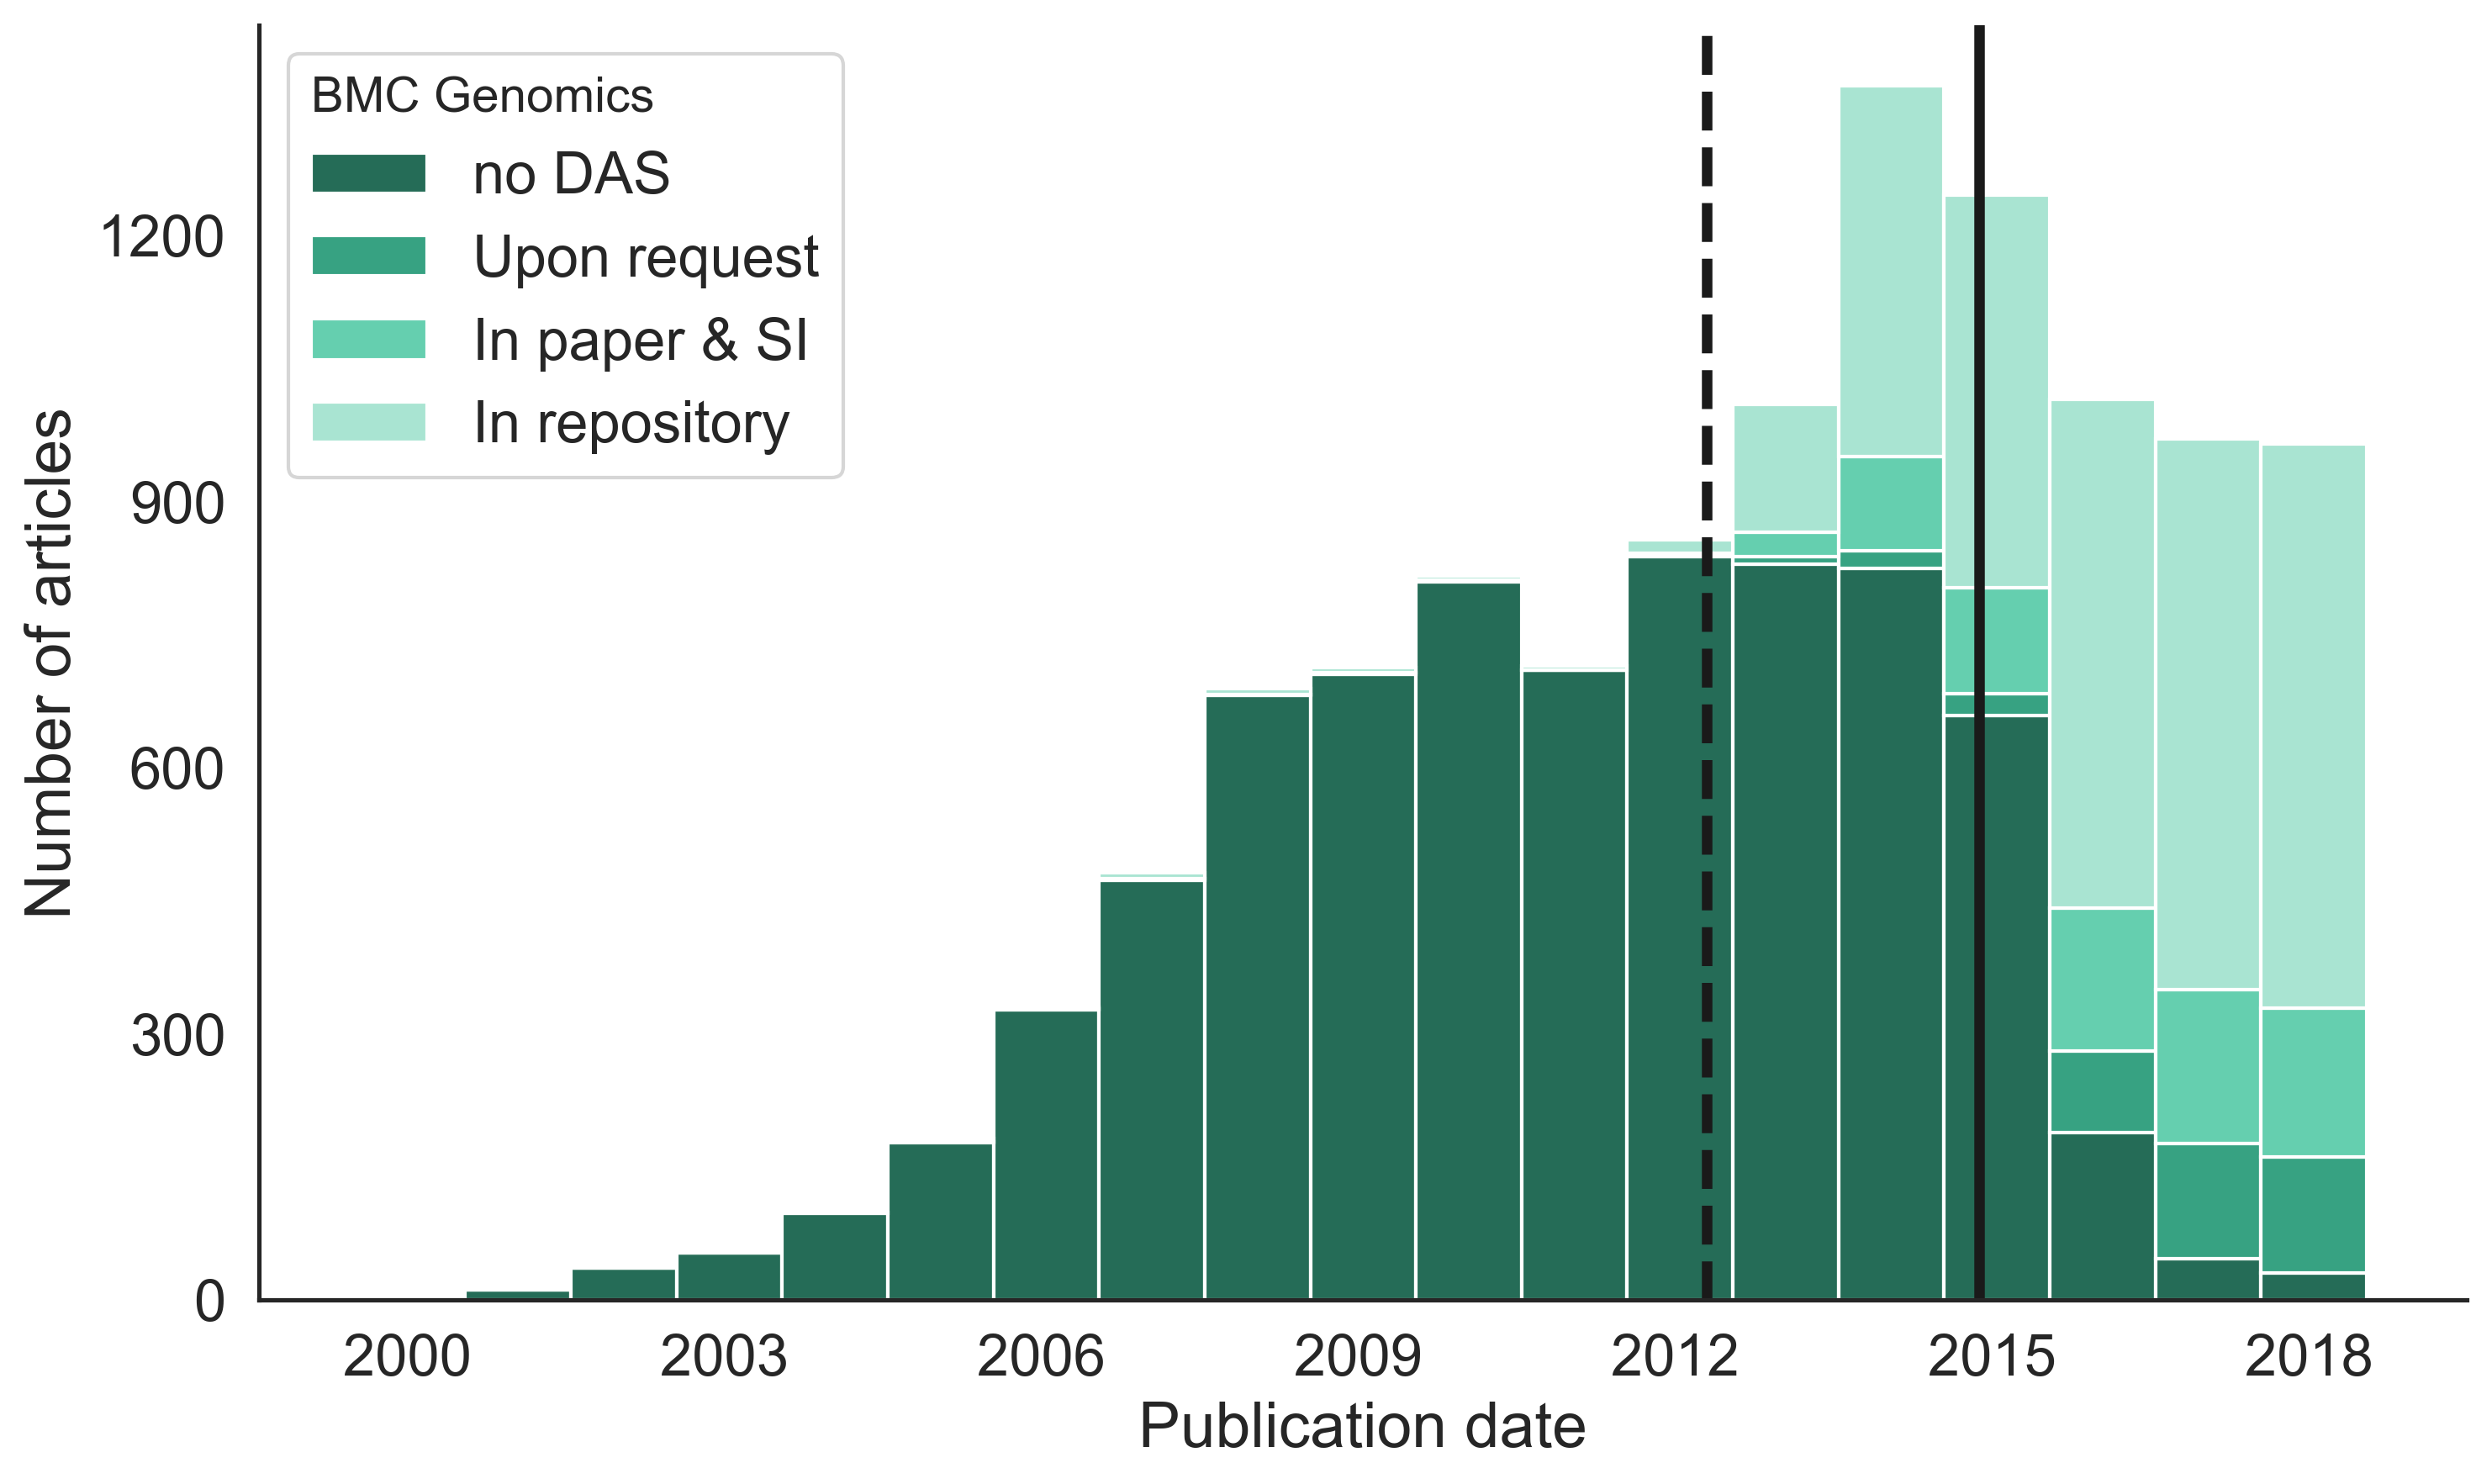 BMC Genomics
no DAS
Upon request
In paper & SI
In repository
Number of articles
1200
900
600
300
0
2000 2003 2006 2009 2012 2015 2018
Publication date